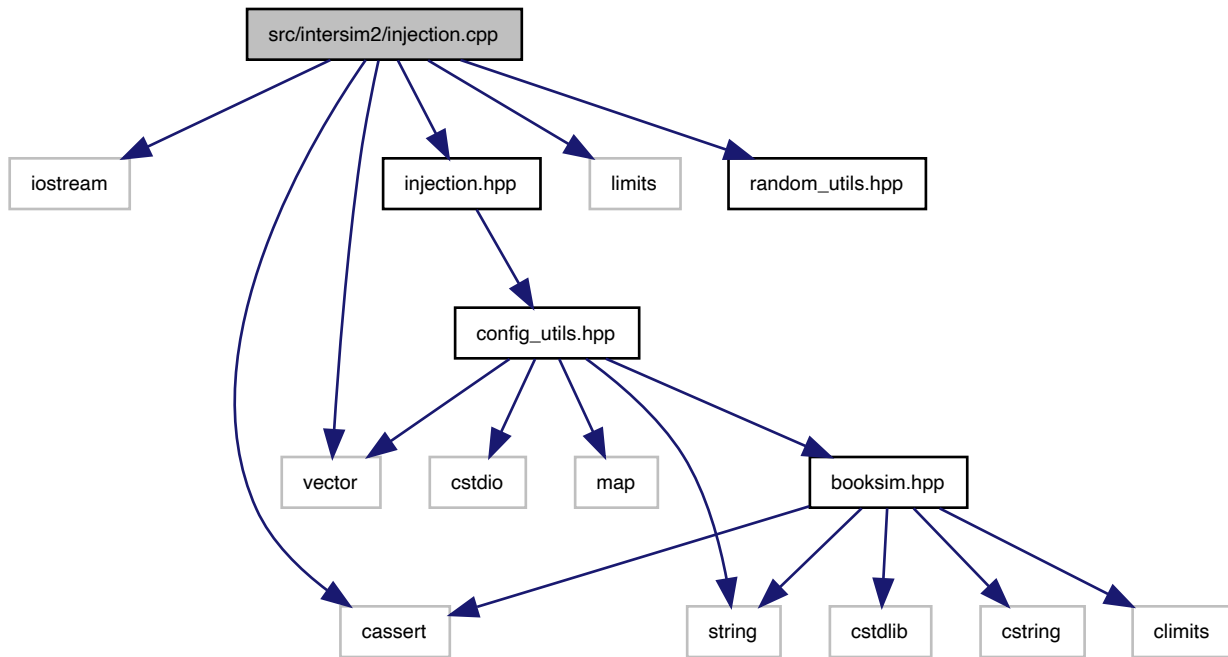 src/intersim2/injection.cpp
iostream
injection.hpp
limits
random_utils.hpp
config_utils.hpp
vector
cstdio
map
booksim.hpp
cassert
string
cstdlib
cstring
climits